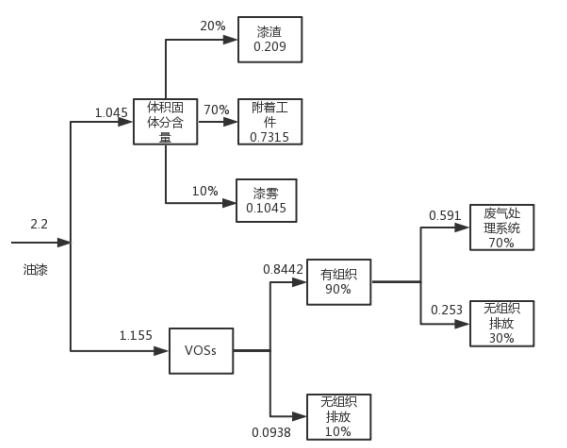 20%
漆渣
0.209
1.045
体积固
体分含
量
70%
附着工
件
0.7315
10%
漆雾
0.1045
2.2
油漆
1.155
VOSs
0.8442
有组织
90%
0.591
废气处
理系统
70%
0.253
无组织
排放
30%
0.0938
无组织
排放
10%